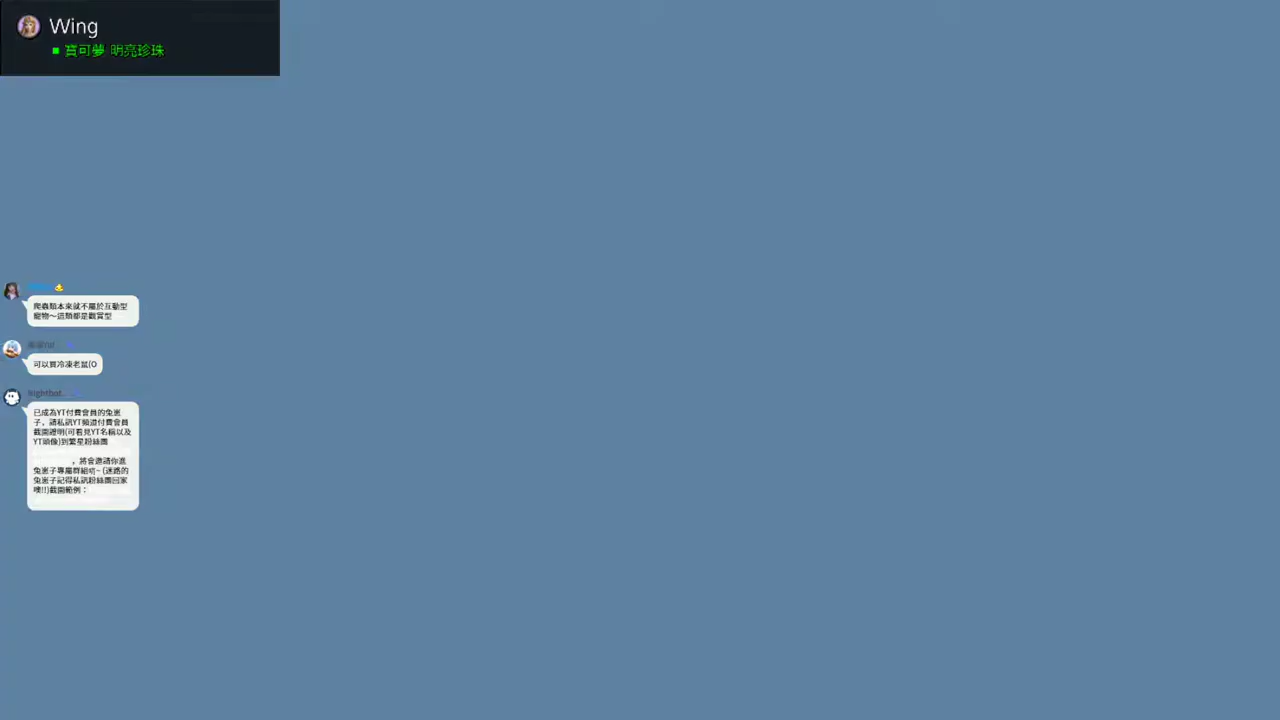 Wing
寶可夢 明亮珍珠
爬蟲類本來就不屬於互動型
寵物~這類都是觀賞型
可以買冷凍老鼠(O
Nightbot
已成為YT付費會員的兔崽
子，請私訊YT頻道付費會員
截圖證明(可看見YT名稱以及
YT頭像)到繁星粉絲團
，將會邀請你進
兔崽子專屬群組唷~ (迷路的
兔崽子記得私訊粉絲團回家
噢!!)截圖範例：